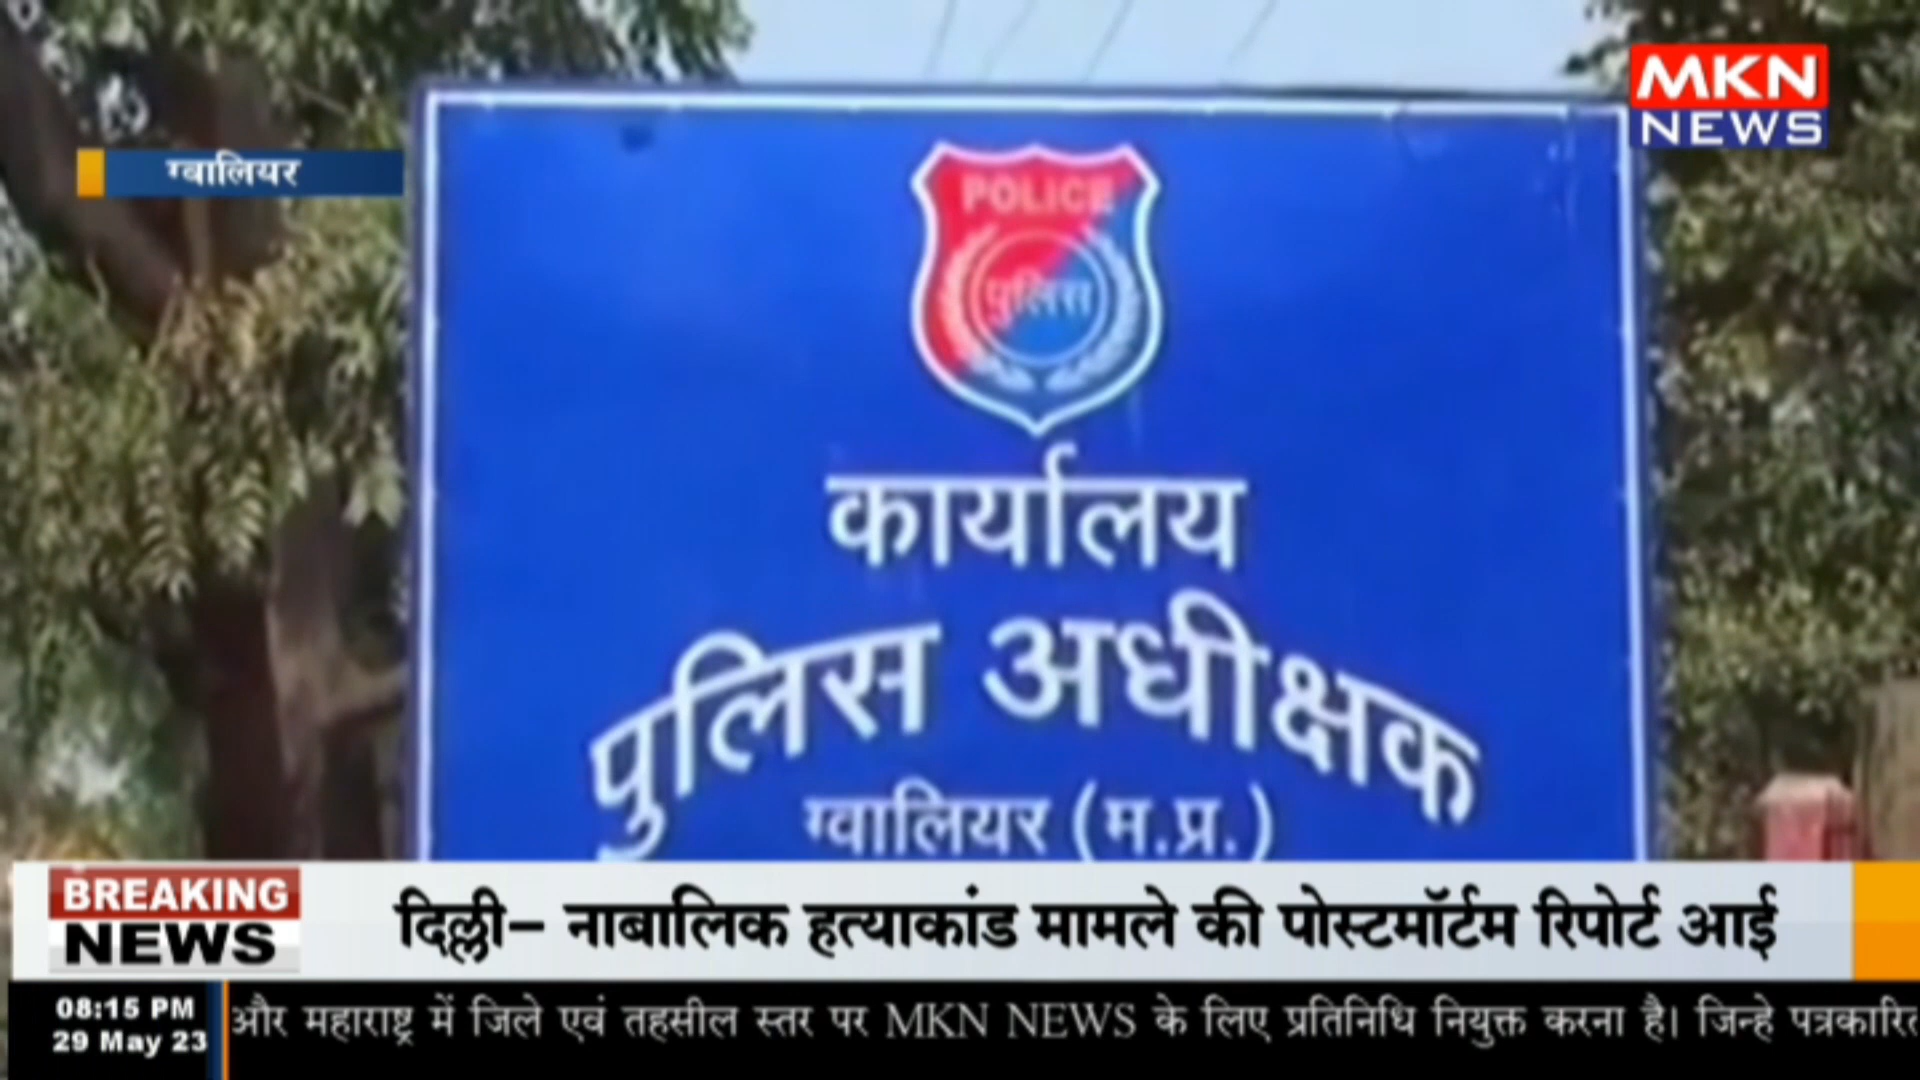 MKN
NEWS
ग्वालियर
POLICE
पुलिस
कार्यालय
पुलिस अधीक्षक
ग्वालियर (म.प्र.)
BREAKING
NEWS
दिल्ली– नाबालिक हत्याकांड मामले की पोस्टमॉर्टम रिपोर्ट आई
08:15 PM
29 May 23
और महाराष्ट्र में जिले एवं तहसील स्तर पर MKN NEWS के लिए प्रतिनिधि नियुक्त करना है। जिन्हे